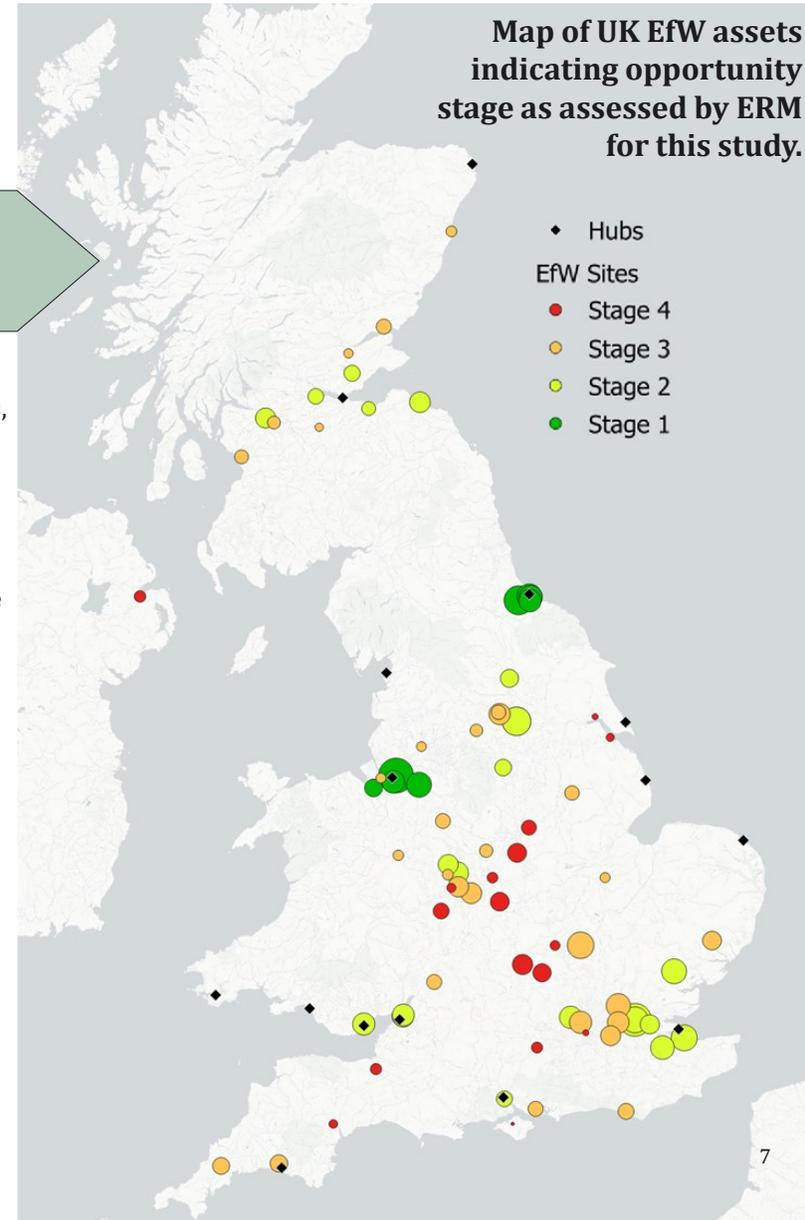 Map of UK EfW assets
indicating opportunity
stage as assessed by ERM
for this study.
Hubs
EfW Sites
Stage 4
Stage 3
Stage 2
Stage 1
7